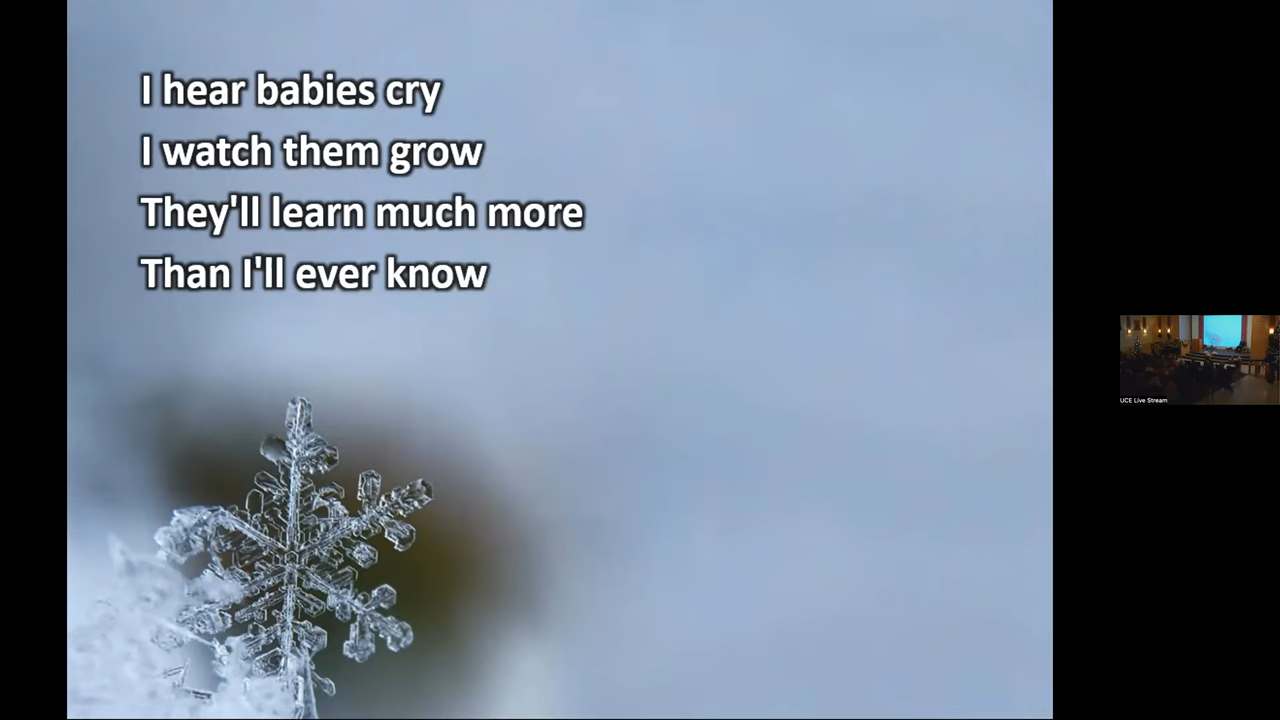 I hear babies cry
I watch them grow
They'll learn much more
Than I'll ever know
UCE Live Stream